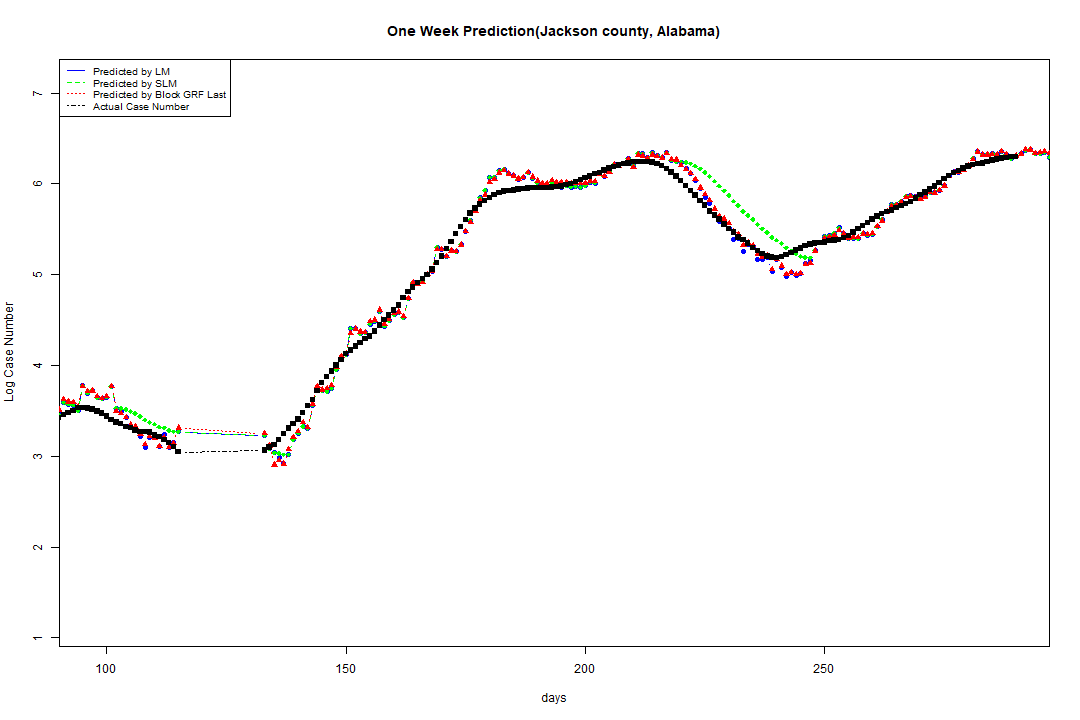 One Week Prediction(Jackson county, Alabama)
Predicted by LM
Predicted by SLM
Predicted by Block GRF Last
Actual Case Number
Log Case Number
7
6
5
4
3
2
1
100 150 200 250
days